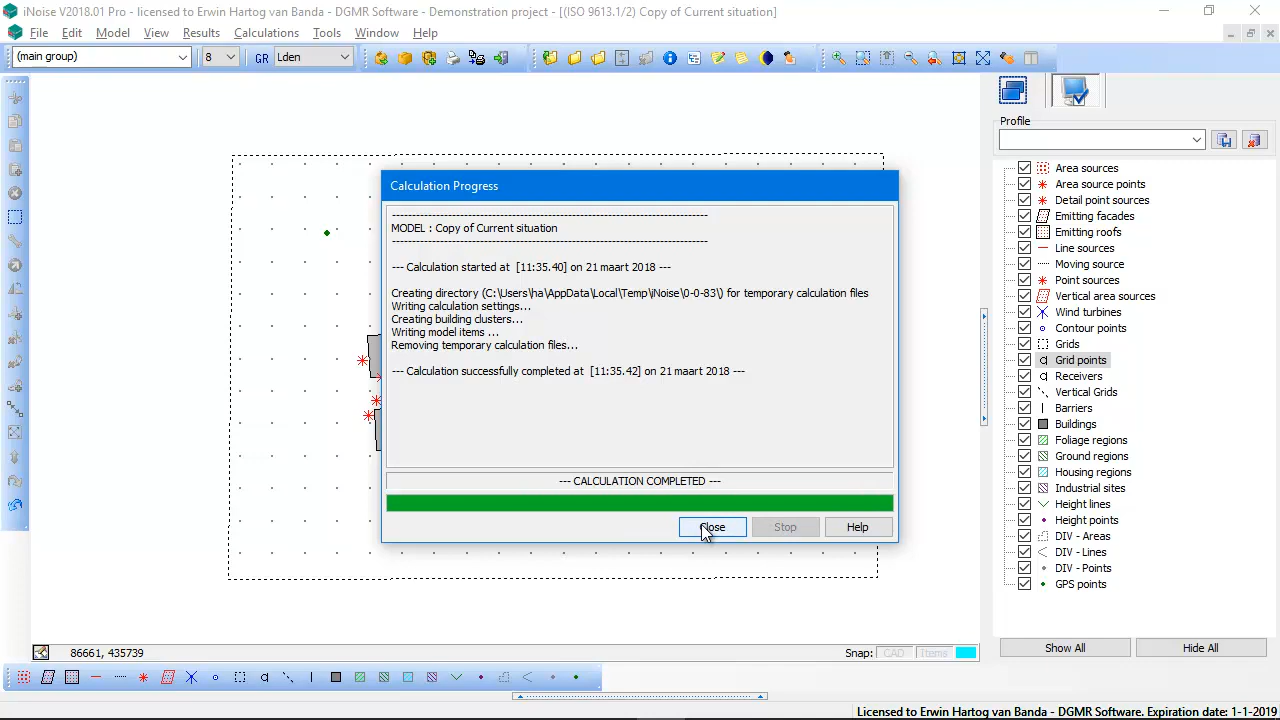 iNoise V2018.01 Pro - licensed to Erwin Hartog van Banda - DGMR Software - Demonstration project - [(ISO 9613.1/2) Copy of Current situation]
File Edit Model View Results Calculations Tools Window Help
(main group) 8 GR Lden
Profile
Area sources
Area source points
Detail point sources
Emitting facades
Emitting roofs
Line sources
Moving source
Point sources
Vertical area sources
Wind turbines
Contour points
Grids
Grid points
Receivers
Vertical Grids
Barriers
Buildings
Foliage regions
Ground regions
Housing regions
Industrial sites
Height lines
Height points
DIV - Areas
DIV - Lines
DIV - Points
GPS points
Show All Hide All
Calculation Progress
MODEL : Copy of Current situation
--- Calculation started at [11:35.40] on 21 maart 2018 ---
Creating directory (C:\Users\ha\AppData\Local\Temp\iNoise\0-0-83\) for temporary calculation files
Writing calculation settings...
Creating building clusters...
Writing model items ...
Removing temporary calculation files...
--- Calculation successfully completed at [11:35.42] on 21 maart 2018 ---
--- CALCULATION COMPLETED ---
Close Stop Help
86661, 435739 Snap: CAD Items
Licensed to Erwin Hartog van Banda - DGMR Software. Expiration date: 1-1-2019